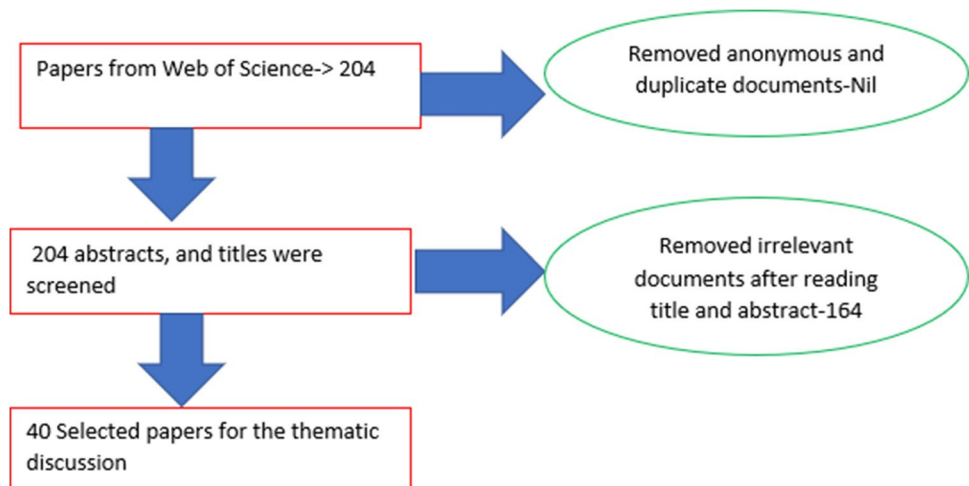 Papers from Web of Science-> 204
Removed anonymous and
duplicate documents-Nil
204 abstracts, and titles were
screened
Removed irrelevant
documents after reading
title and abstract-164
40 Selected papers for the thematic
discussion